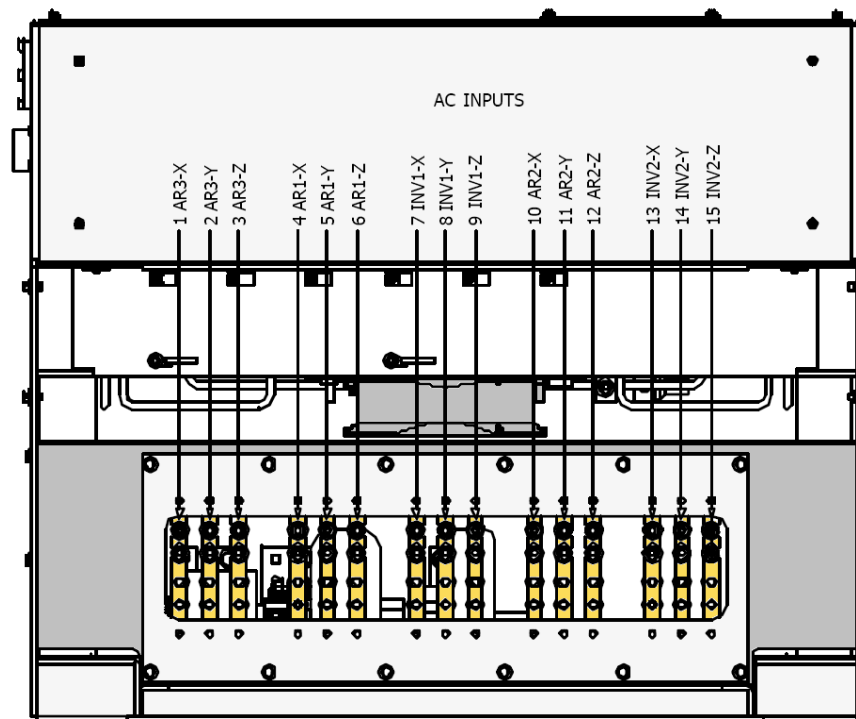 AC INPUTS
1 AR3-X
2 AR3-Y
3 AR3-Z
4 AR1-X
5 AR1-Y
6 AR1-Z
7 INV1-X
8 INV1-Y
9 INV1-Z
10 AR2-X
11 AR2-Y
12 AR2-Z
13 INV2-X
14 INV2-Y
15 INV2-Z